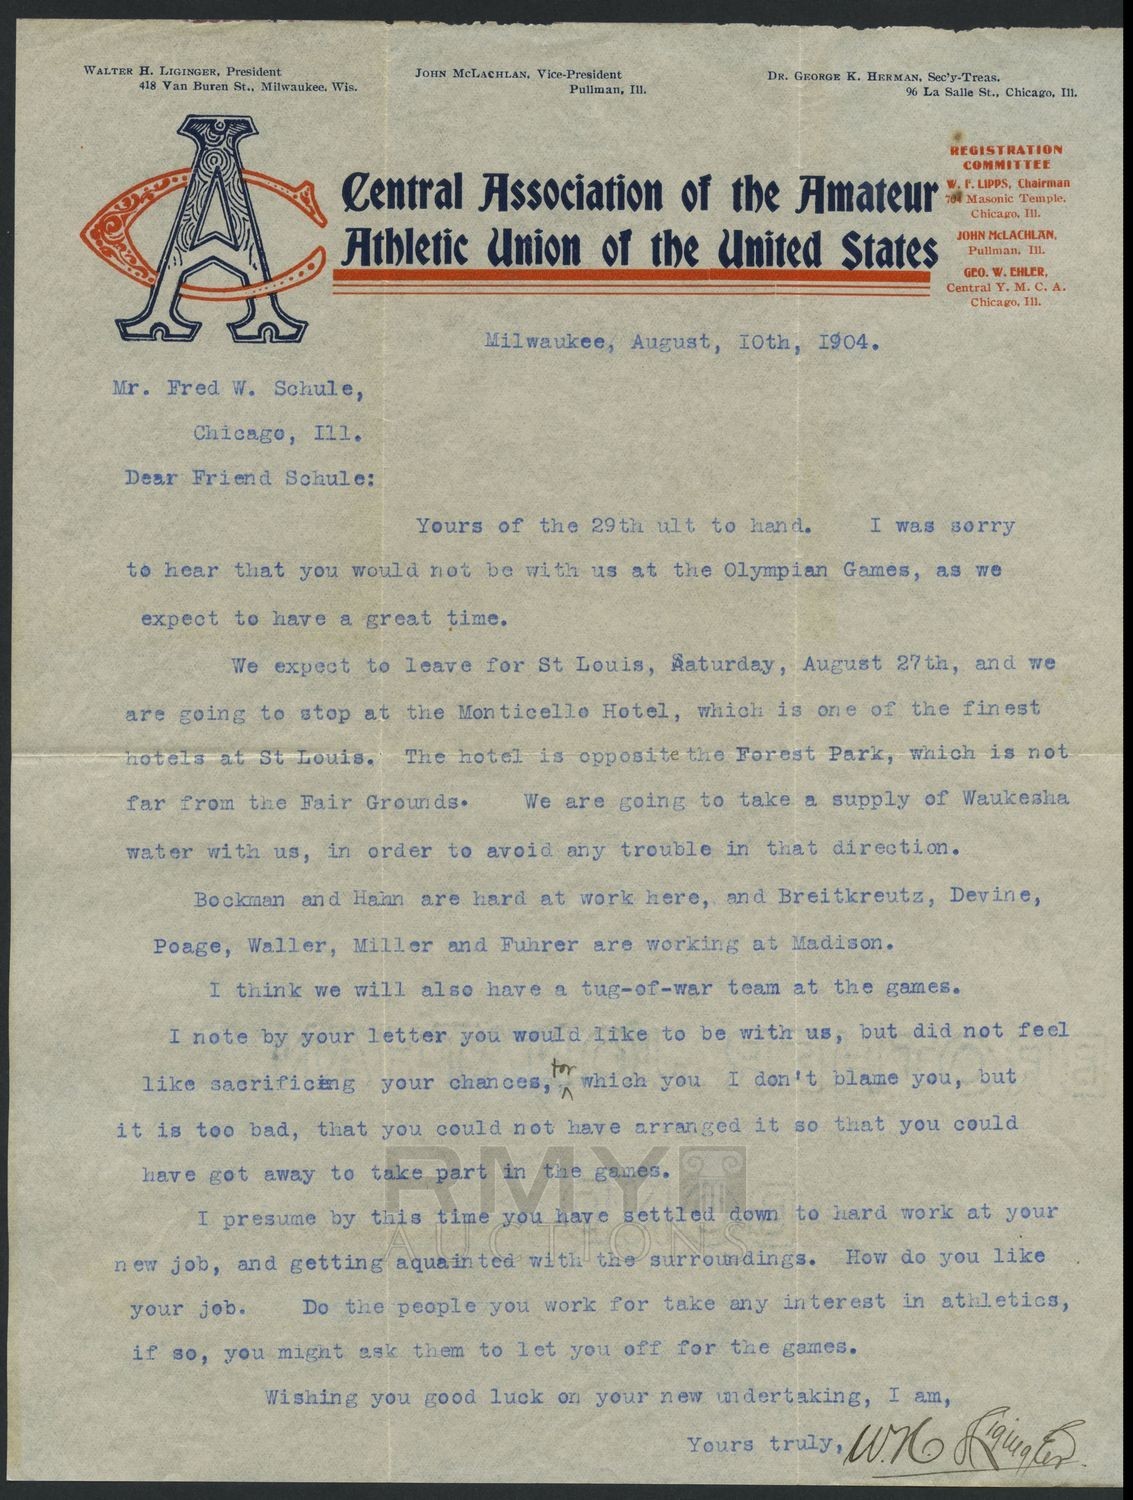 WALTER H. LIGINGER, President
418 Van Buren St., Milwaukee, Wis.
JOHN McLACHLAN, Vice-President
Pullman, Ill.
DR. GEORGE K. HERMAN, Sec'y-Treas.
96 La Salle St., Chicago, Ill.
CA
Central Association of the Amateur
Athletic Union of the United States
REGISTRATION
COMMITTEE
W. F. LIPPS, Chairman
704 Masonic Temple.
Chicago, Ill.
JOHN McLACHLAN,
Pullman, Ill.
GEO. W. EHLER,
Central Y. M. C. A.
Chicago, Ill.
Milwaukee, August, 10th, 1904.
Mr. Fred W. Schule,
Chicago, Ill.
Dear Friend Schule:
Yours of the 29th ult to hand. I was sorry
to hear that you would not be with us at the Olympian Games, as we
expect to have a great time.
We expect to leave for St Louis, Saturday, August 27th, and we
are going to stop at the Monticello Hotel, which is one of the finest
hotels at St Louis. The hotel is opposite the Forest Park, which is not
far from the Fair Grounds. We are going to take a supply of Waukesha
water with us, in order to avoid any trouble in that direction.
Bockman and Hahn are hard at work here, and Breitkreutz, Devine,
Poage, Waller, Miller and Fuhrer are working at Madison.
I think we will also have a tug-of-war team at the games.
I note by your letter you would like to be with us, but did not feel
like sacrificing your chances, for which you I don't blame you, but
it is too bad, that you could not have arranged it so that you could
have got away to take part in the games.
I presume by this time you have settled down to hard work at your
new job, and getting aquainted with the surroundings. How do you like
your job. Do the people you work for take any interest in athletics,
if so, you might ask them to let you off for the games.
Wishing you good luck on your new undertaking, I am,
Yours truly, W. H. Liginger.
RMY
AUCTIONS